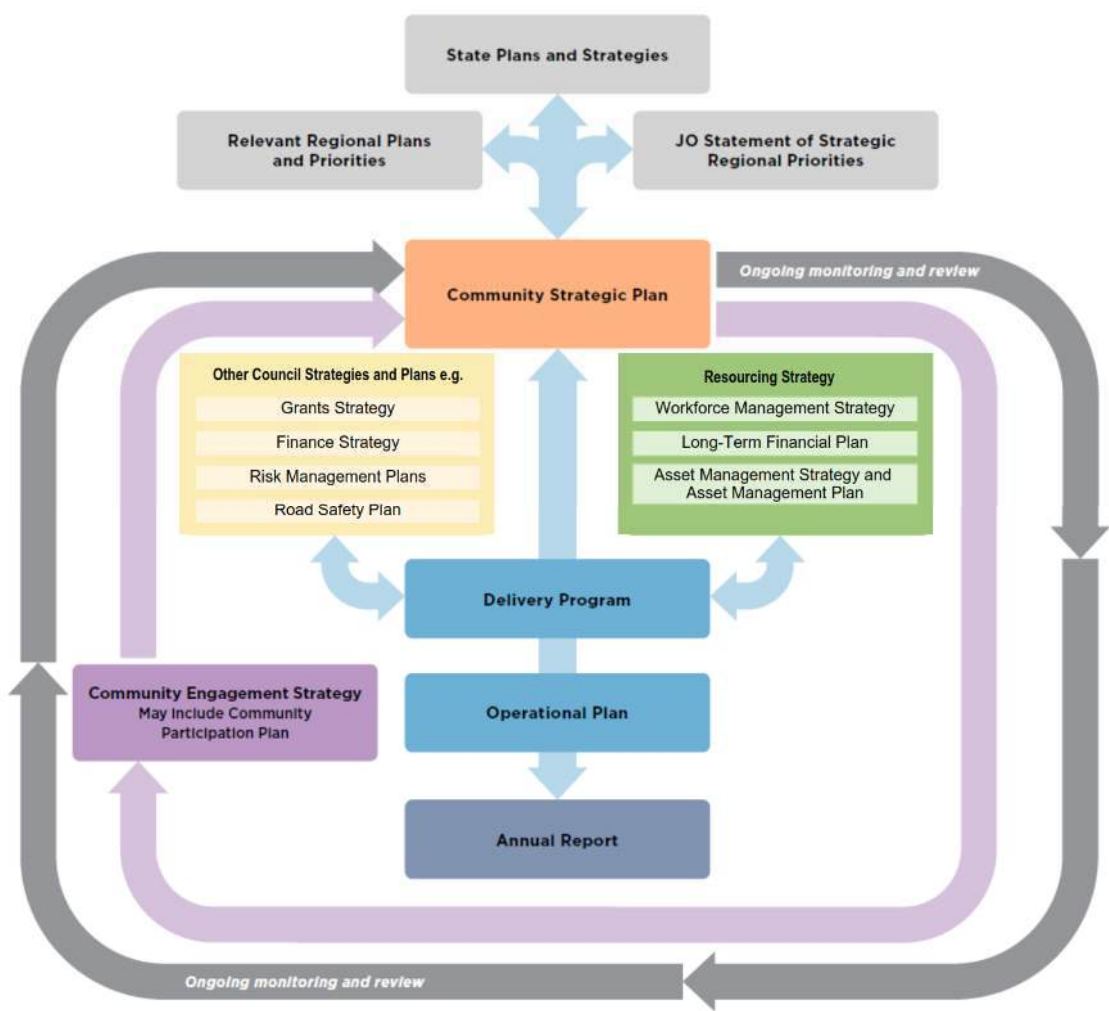 State Plans and Strategies
Relevant Regional Plans
and Priorities
JO Statement of Strategic
Regional Priorities
Community Strategic Plan
Ongoing monitoring and review
Other Council Strategies and Plans e.g.
Grants Strategy
Finance Strategy
Risk Management Plans
Road Safety Plan
Resourcing Strategy
Workforce Management Strategy
Long-Term Financial Plan
Asset Management Strategy and
Asset Management Plan
Delivery Program
Community Engagement Strategy
May Include Community
Participation Plan
Operational Plan
Annual Report
Ongoing monitoring and review